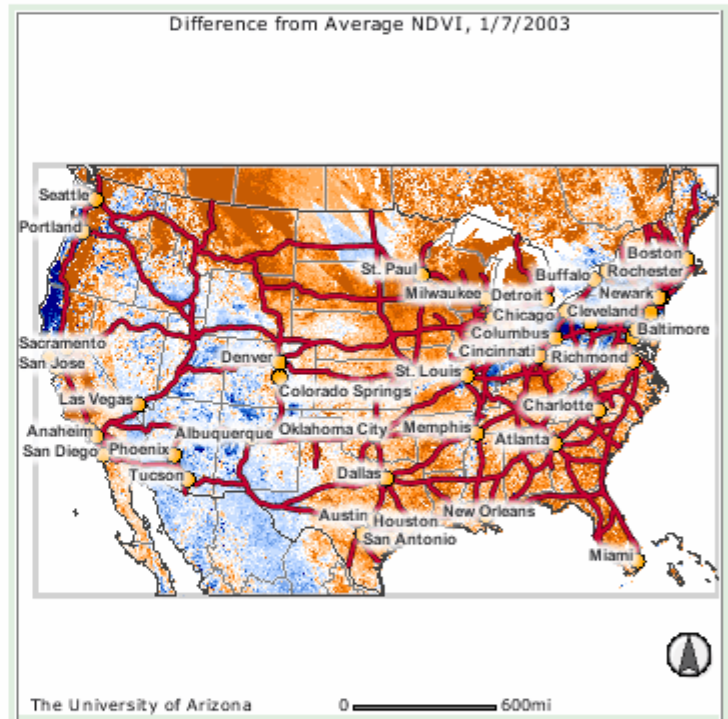 Difference from Average NDVI, 1/7/2003
Seattle
Portland
St. Paul
Buffalo
Boston
Rochester
Milwaukee
Detroit
Newark
Chicago
Cleveland
Columbus
Baltimore
Sacramento
San Jose
Denver
Cincinnati
Richmond
St. Louis
Colorado Springs
Las Vegas
Charlotte
Anaheim
Albuquerque
Oklahoma City
Memphis
Atlanta
San Diego
Phoenix
Tucson
Dallas
Austin
Houston
New Orleans
San Antonio
Miami
The University of Arizona
0
600mi